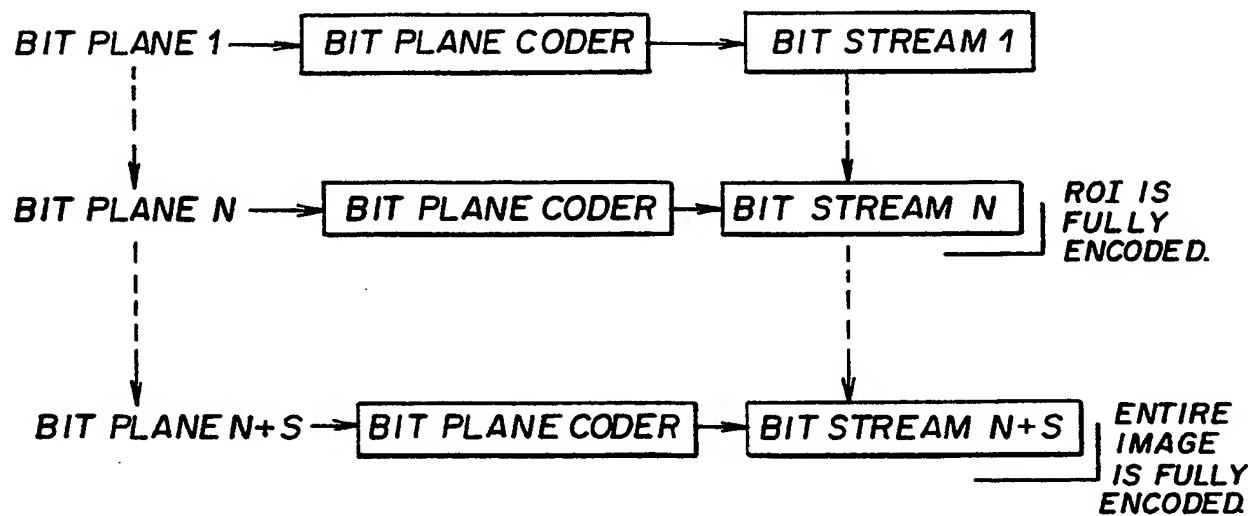 BIT PLANE 1
BIT PLANE CODER
BIT STREAM 1
BIT PLANE N
BIT PLANE CODER
BIT STREAM N
ROI IS
FULLY
ENCODED.
BIT PLANE N+S
BIT PLANE CODER
BIT STREAM N+S
ENTIRE
IMAGE
IS FULLY
ENCODED.